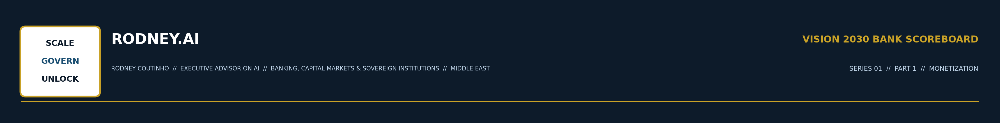 SCALE
GOVERN
UNLOCK
RODNEY.AI
RODNEY COUTINHO // EXECUTIVE ADVISOR ON AI // BANKING, CAPITAL MARKETS & SOVEREIGN INSTITUTIONS // MIDDLE EAST
VISION 2030 BANK SCOREBOARD
SERIES 01 // PART 1 // MONETIZATION